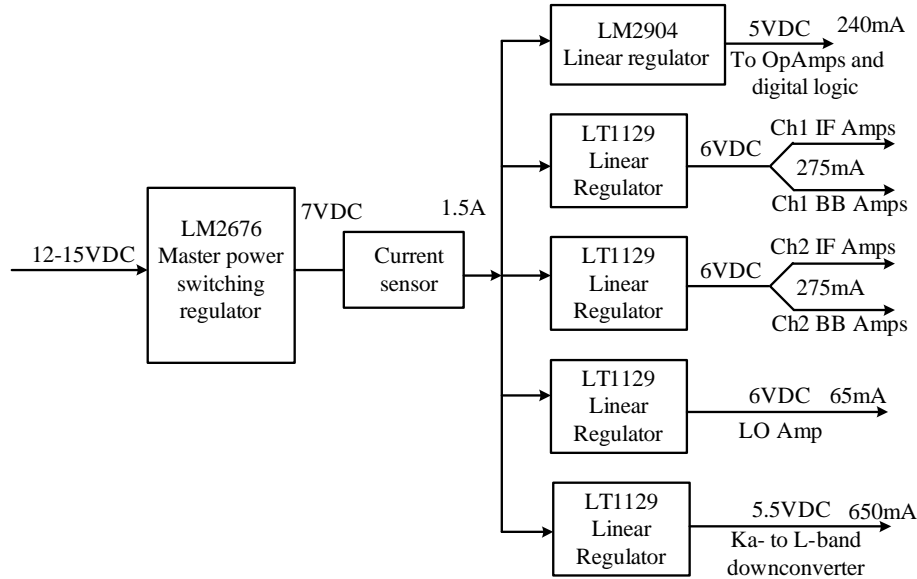 12-15VDC
LM2676
Master power
switching
regulator
7VDC
Current
sensor
1.5A
LM2904
Linear regulator
5VDC
240mA
To OpAmps and
digital logic
LT1129
Linear
Regulator
6VDC
Ch1 IF Amps
275mA
Ch1 BB Amps
LT1129
Linear
Regulator
6VDC
Ch2 IF Amps
275mA
Ch2 BB Amps
LT1129
Linear
Regulator
6VDC
65mA
LO Amp
LT1129
Linear
Regulator
5.5VDC
650mA
Ka- to L-band
downconverter